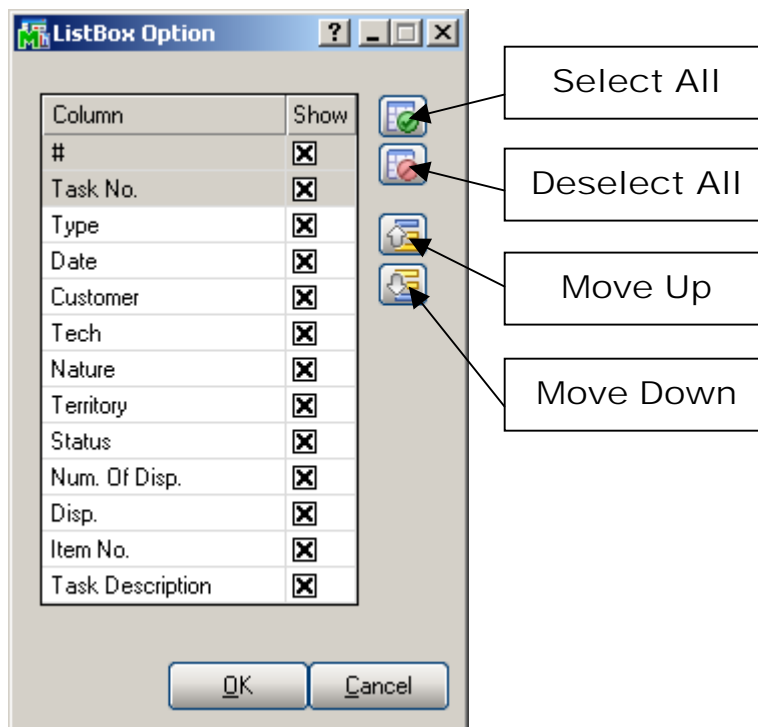 ListBox Option
Column Show
#
Task No.
Type
Date
Customer
Tech
Nature
Territory
Status
Num. Of Disp.
Disp.
Item No.
Task Description
OK Cancel
Select All
Deselect All
Move Up
Move Down